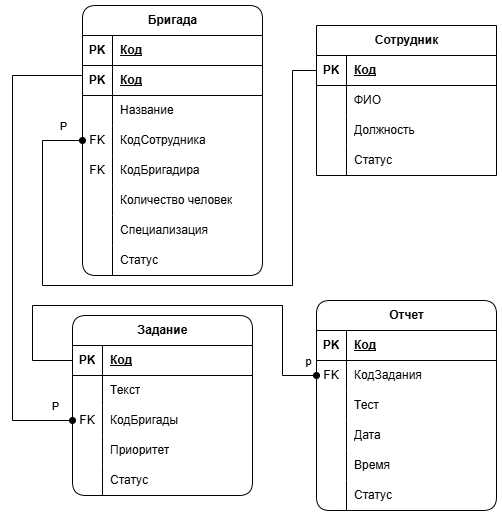 Бригада
PK Код
PK Код
Название
FK КодСотрудника
FK КодБригадира
Количество человек
Специализация
Статус
Сотрудник
PK Код
ФИО
Должность
Статус
P
Задание
PK Код
Текст
FK КодБригады
Приоритет
Статус
P
Отчет
PK Код
FK КодЗадания
Тест
Дата
Время
Статус
p